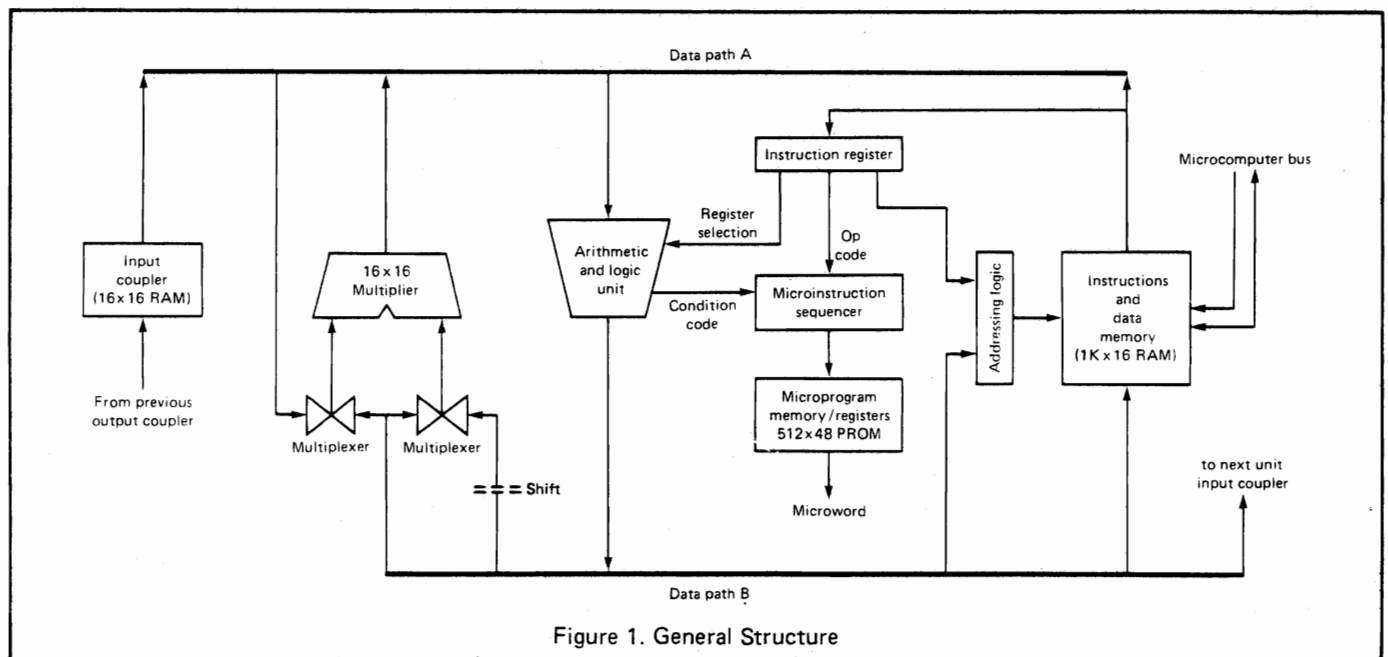 Data path A
Instruction register
Microcomputer bus
Register
selection
Op
code
Input
coupler
(16x16 RAM)
16x16
Multiplier
Arithmetic
and logic
unit
Condition
code
Microinstruction
sequencer
Addressing logic
Instructions
and
data
memory
(1K x 16 RAM)
From previous
output coupler
Multiplexer
Multiplexer
Microprogram
memory/registers
512x48 PROM
Shift
Microword
to next unit
input coupler
Data path B
Figure 1. General Structure